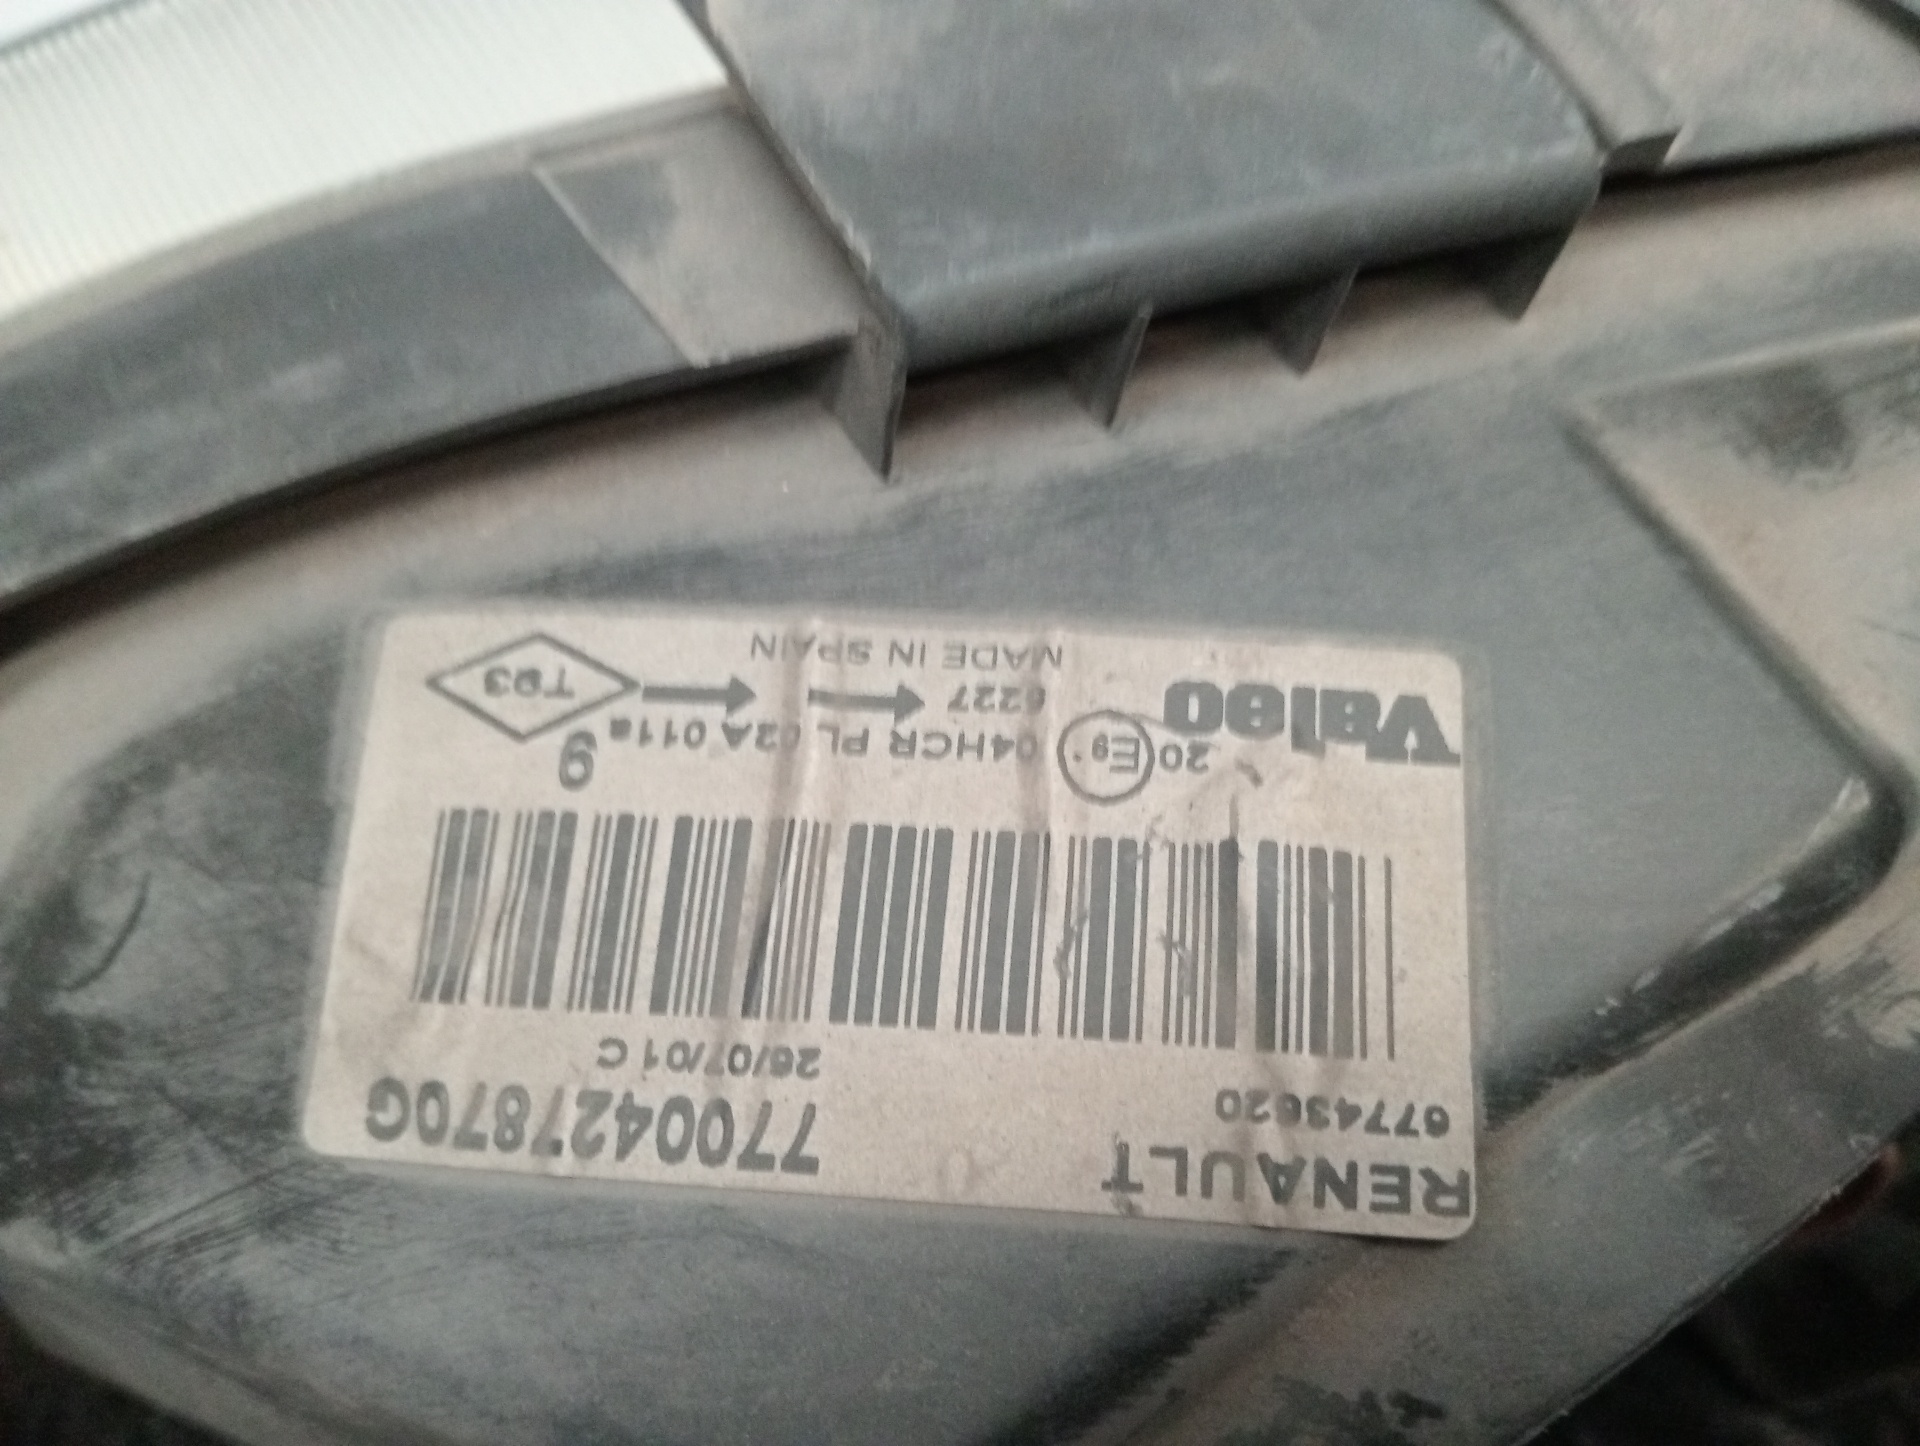 RENAULT 7700427870G
67743620 26/07/01 C
9
Valeo 20 E9 04HCR PL 02A 011a
6227
MADE IN SPAIN
T93